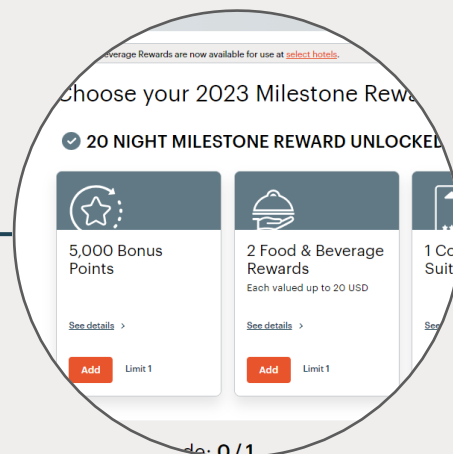 everage Rewards are now available for use at select hotels.
Choose your 2023 Milestone Rewa
20 NIGHT MILESTONE REWARD UNLOCKED
5,000 Bonus
Points
See details >
Add Limit 1
2 Food & Beverage
Rewards
Each valued up to 20 USD
See details >
Add Limit 1
1 Co
Suit
See
de: 0/1